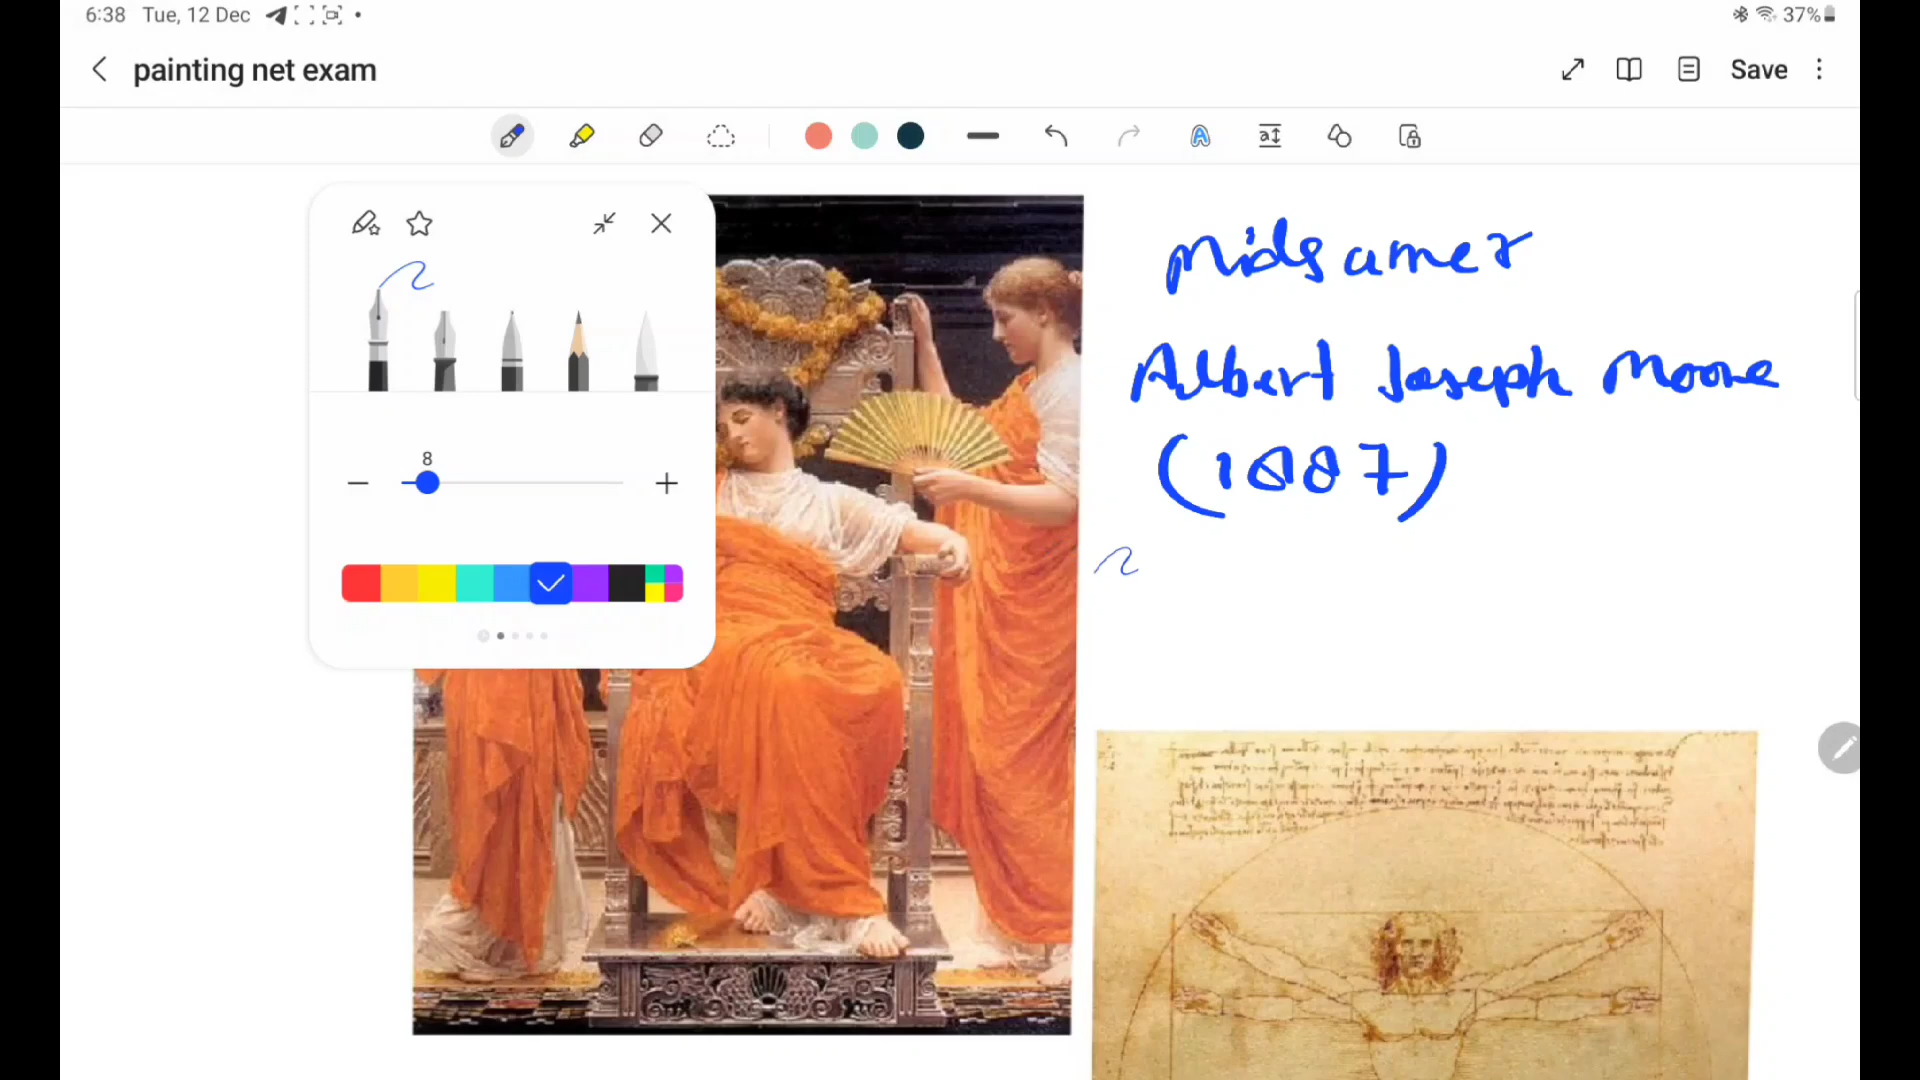 6:38 Tue, 12 Dec
37%
painting net exam
Save
8
Midsamer
Albert Joseph Moore
(1887)